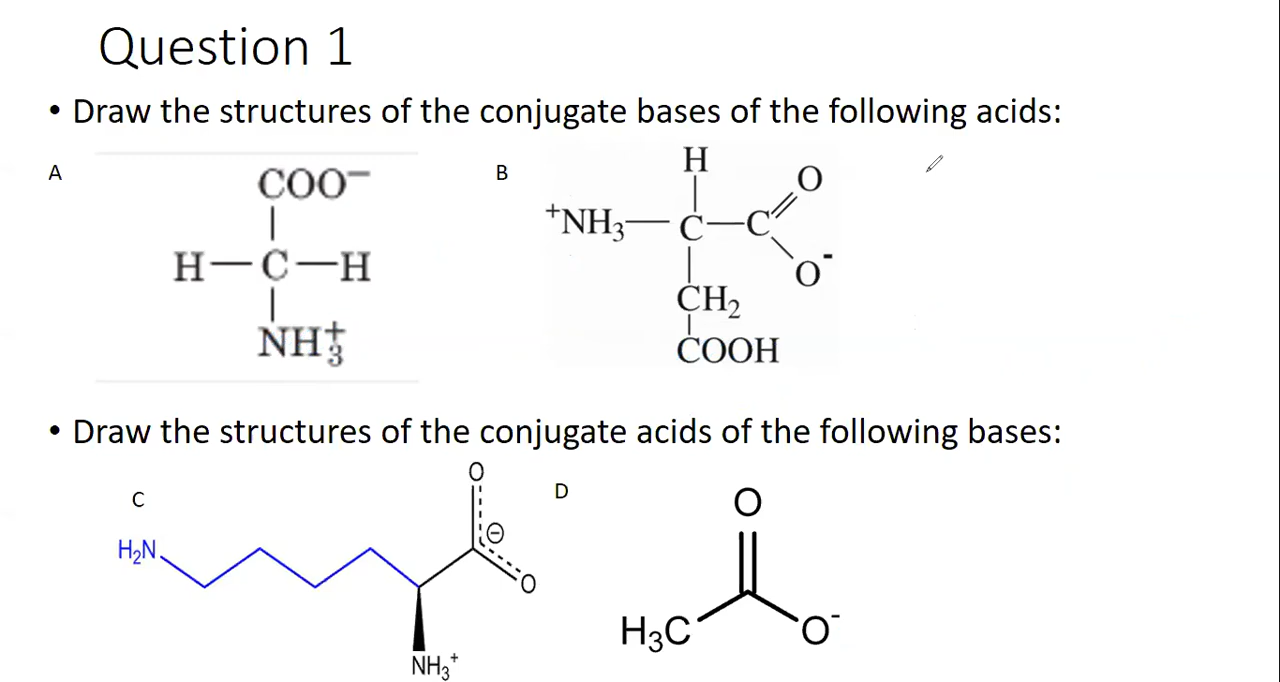 Question 1
• Draw the structures of the conjugate bases of the following acids:
A
COO⁻
H—C—H
NH₃⁺
B
H
⁺NH₃—C—C
O
O⁻
CH₂
COOH
• Draw the structures of the conjugate acids of the following bases:
C
H₂N
O
⊖
O
NH₃⁺
D
O
H₃C
O⁻